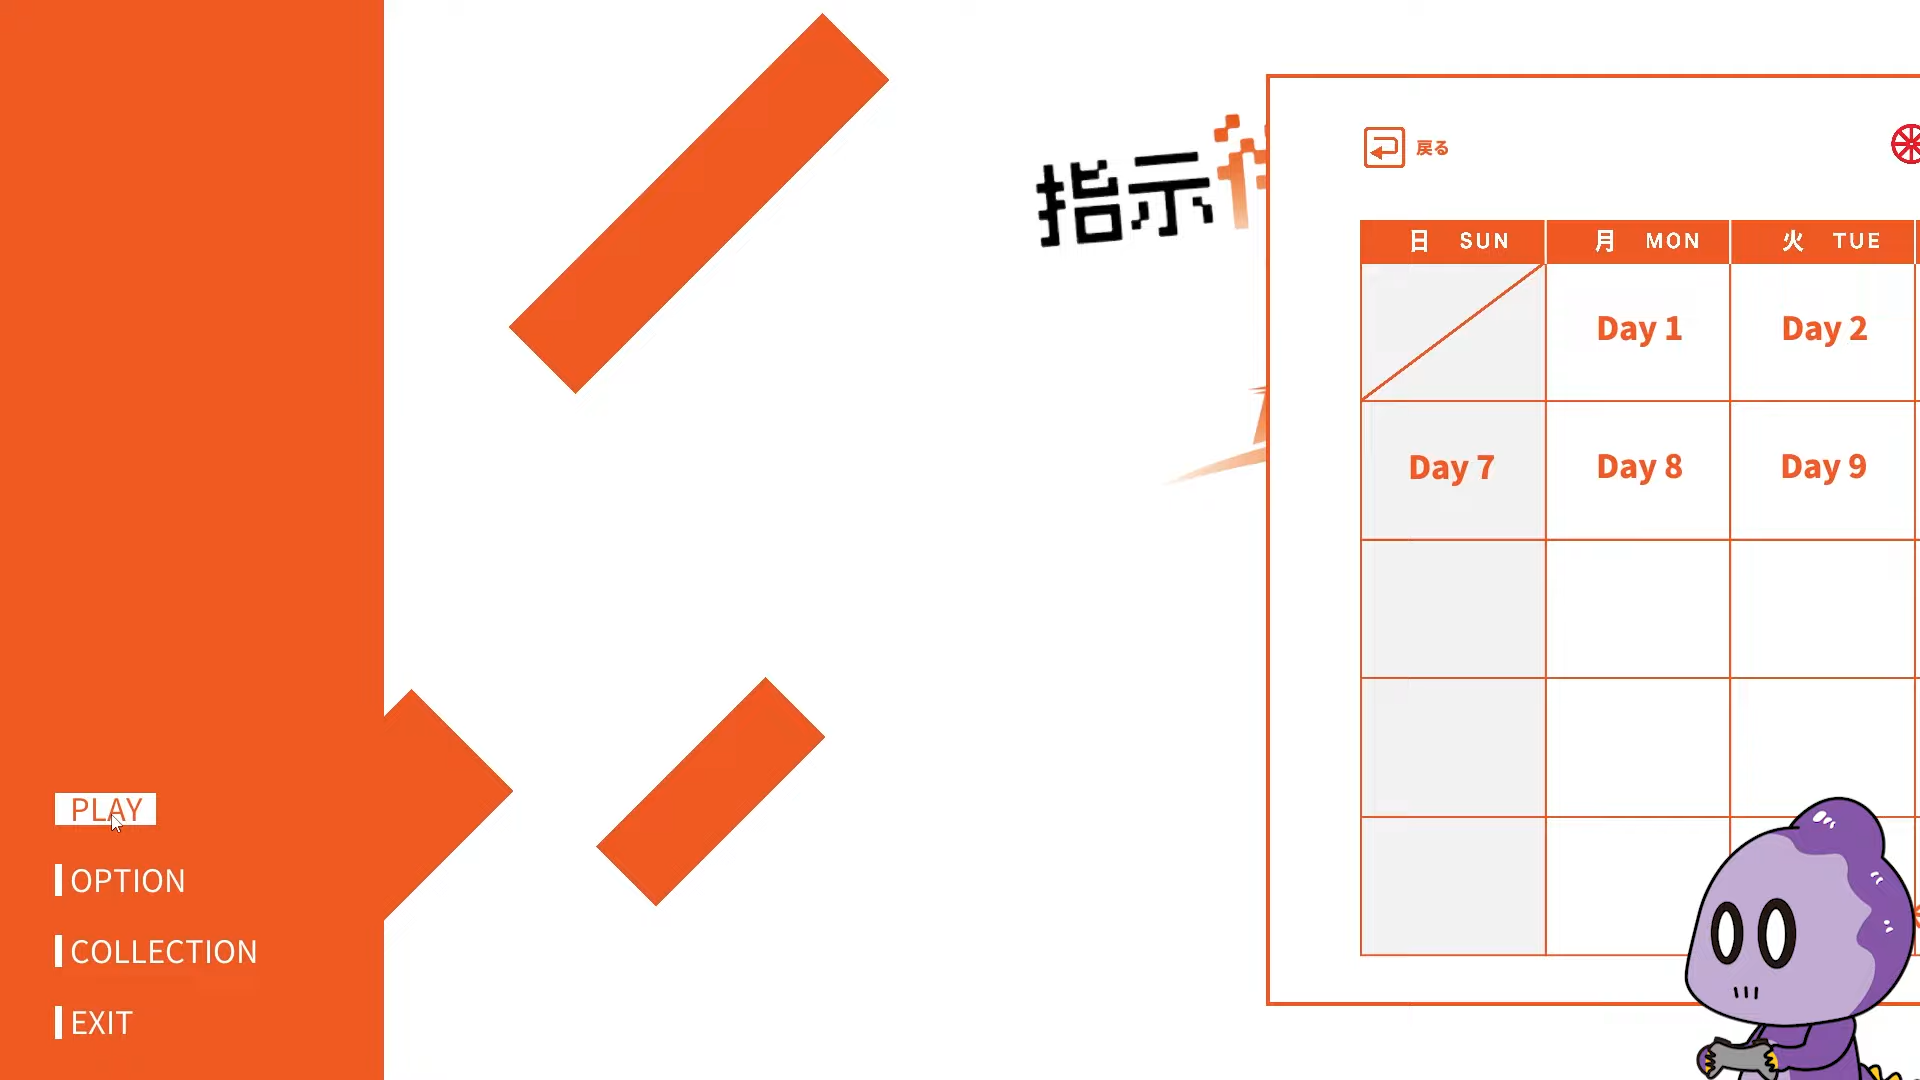 指示
戻る
日 SUN 月 MON 火 TUE
Day 1 Day 2
Day 7 Day 8 Day 9
PLAY
OPTION
COLLECTION
EXIT